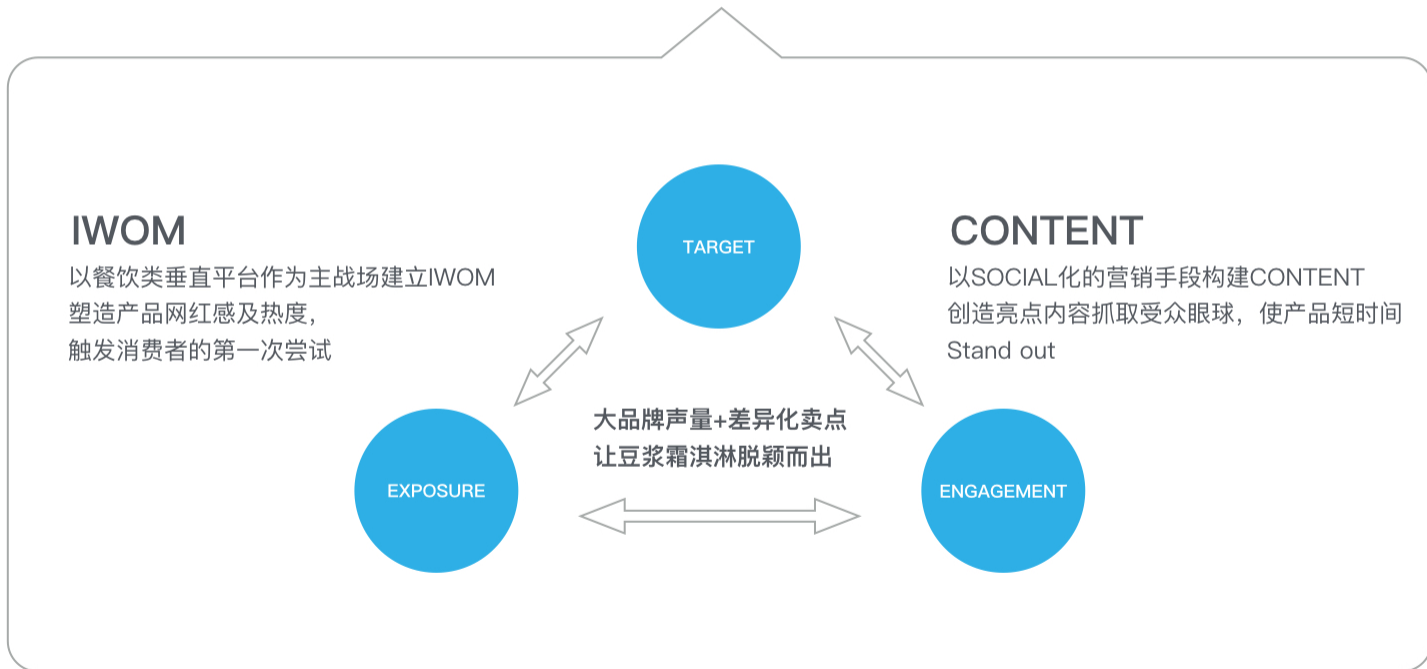 IWOM
以餐饮类垂直平台作为主战场建立IWOM
塑造产品网红感及热度，
触发消费者的第一次尝试
TARGET
CONTENT
以SOCIAL化的营销手段构建CONTENT
创造亮点内容抓取受众眼球，使产品短时间
Stand out
大品牌声量+差异化卖点
让豆浆霜淇淋脱颖而出
EXPOSURE
ENGAGEMENT